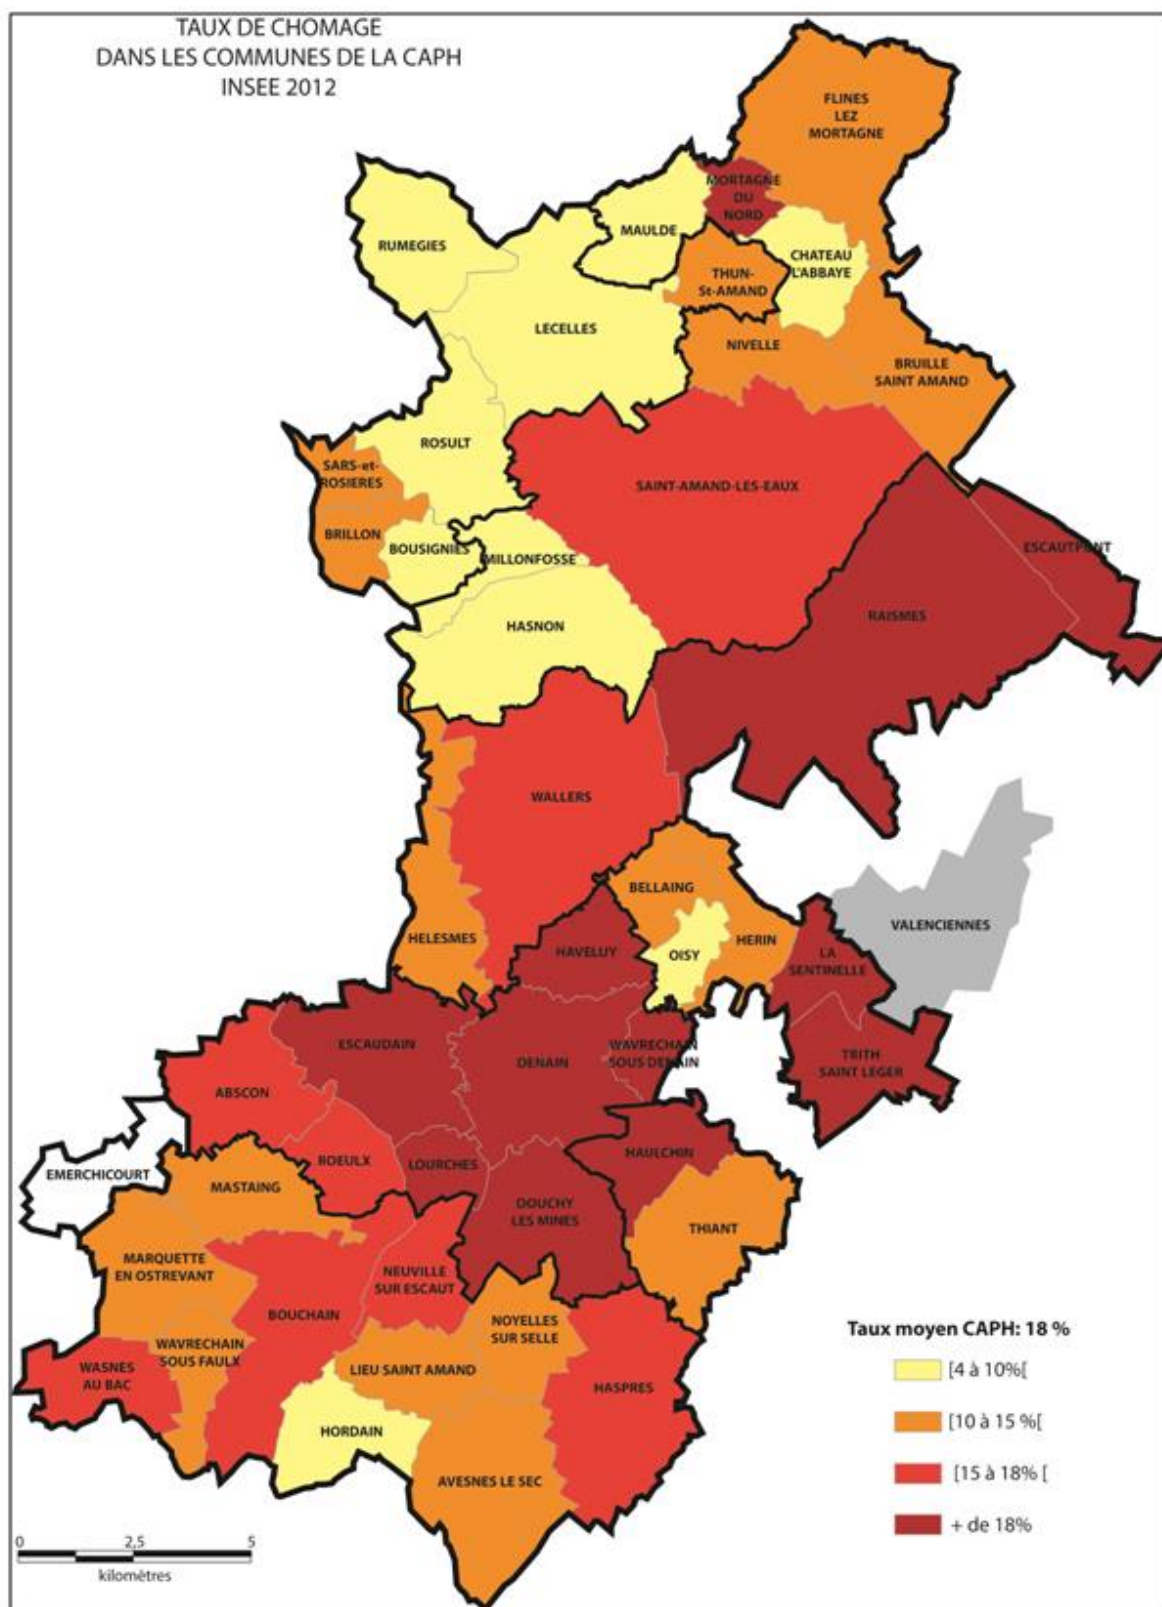 TAUX DE CHOMAGE
DANS LES COMMUNES DE LA CAPH
INSEE 2012
FLINES
LEZ
MORTAGNE
MORTAGNE
DU
NORD
MAULDE
RUMEGIES
CHATEAU
L'ABBAYE
THUN-
St-AMAND
LECELLES
NIVELLE
BRUILLE
SAINT AMAND
ROSULT
SARS-et-
ROSIERES
SAINT-AMAND-LES-EAUX
BRILLON
BOUSIGNIES
MILLONFOSSE
ESCAUTPONT
RAISMES
HASNON
WALLERS
BELLAING
VALENCIENNES
HELESMES
HERIN
HAVELUY
OISY
LA
SENTINELLE
ESCAUDAIN
DENAIN
WAVRECHAIN
SOUS DENAIN
TRITH
SAINT LEGER
ABSCON
EMERCHICOURT
ROEULX
LOURCHES
HAULCHIN
MASTAING
DOUCHY
LES MINES
THIANT
MARQUETTE
EN OSTREVANT
NEUVILLE
SUR ESCAUT
BOUCHAIN
NOYELLES
SUR SELLE
WAVRECHAIN
SOUS FAULX
WASNES
AU BAC
LIEU SAINT AMAND
HASPRES
HORDAIN
AVESNES LE SEC
Taux moyen CAPH: 18 %
[4 à 10%[
[10 à 15 %[
[15 à 18% [
+ de 18%
0 2,5 5
kilomètres